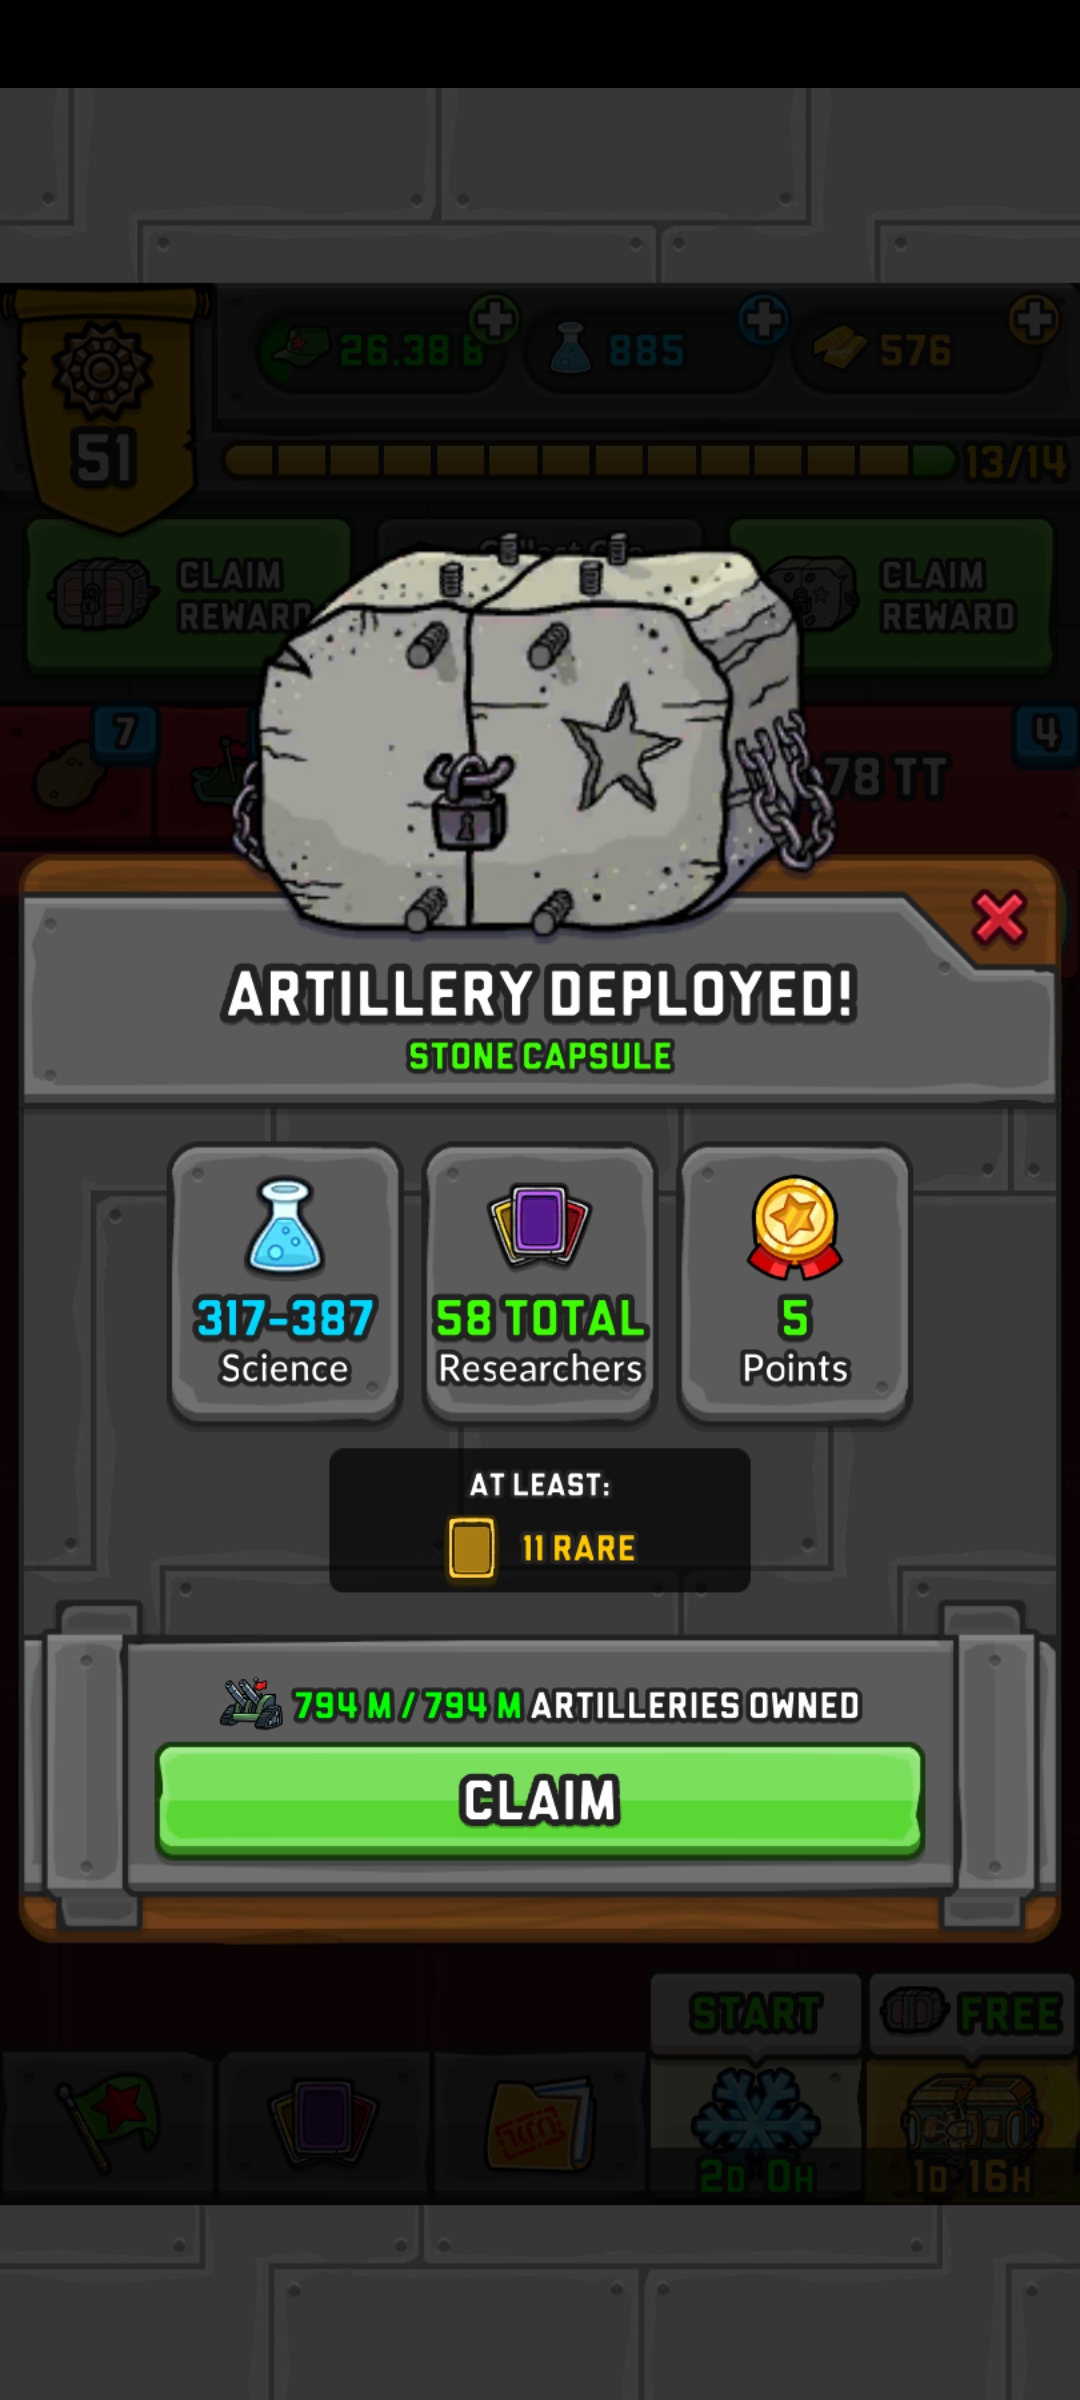 51
26.38 B
885
576
13/14
CLAIM
REWARD
CLAIM
REWARD
7
78 TT
4
ARTILLERY DEPLOYED!
STONE CAPSULE
317-387
Science
58 TOTAL
Researchers
5
Points
AT LEAST:
11 RARE
794 M / 794 M ARTILLERIES OWNED
CLAIM
START
FREE
2D 0H
1D 16H